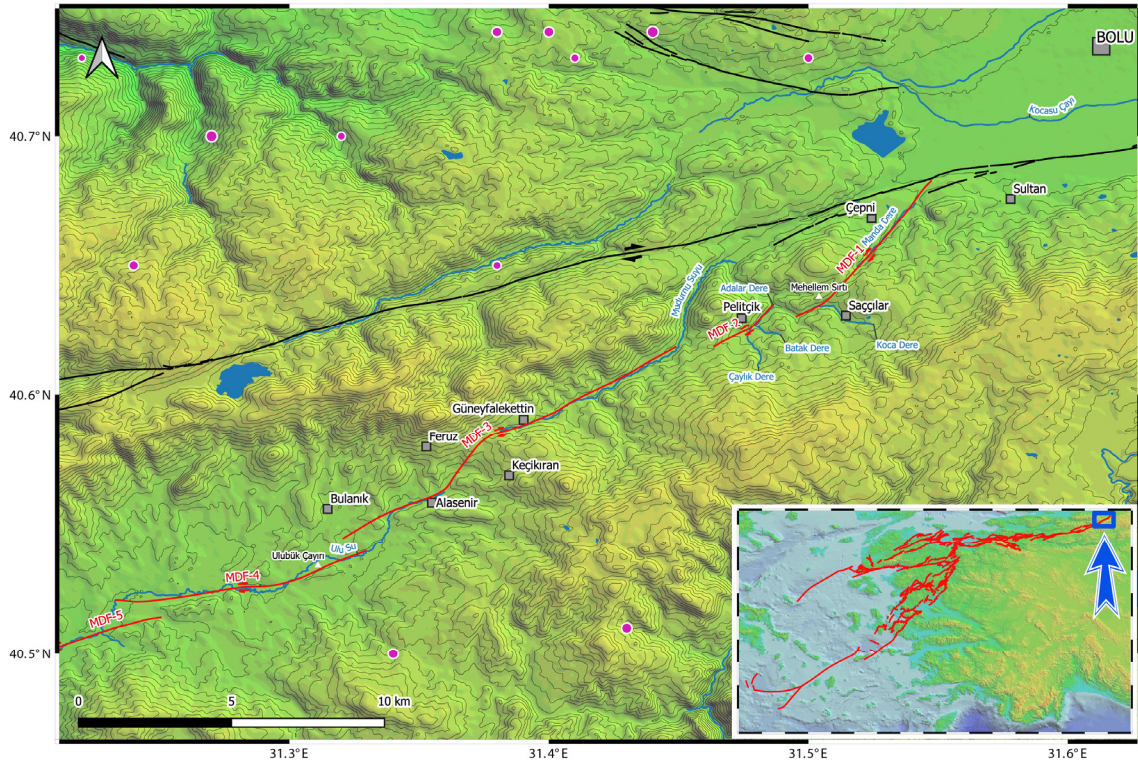 BOLU
Kocasu Çayı
40.7°N
Sultan
Çepni
Manda Dere
MDF-1
Mudurnu Suyu
Adalar Dere
Mehellem Sırtı
Pelitçik
Saççılar
MDF-2
Batak Dere
Koca Dere
Çaylık Dere
40.6°N
Güneyfalekettin
Feruz
MDF-3
Keçikıran
Bulanık
Alasenir
Ulubük Çayırı
Ulu Su
MDF-4
MDF-5
40.5°N
0
5
10 km
31.3°E
31.4°E
31.5°E
31.6°E